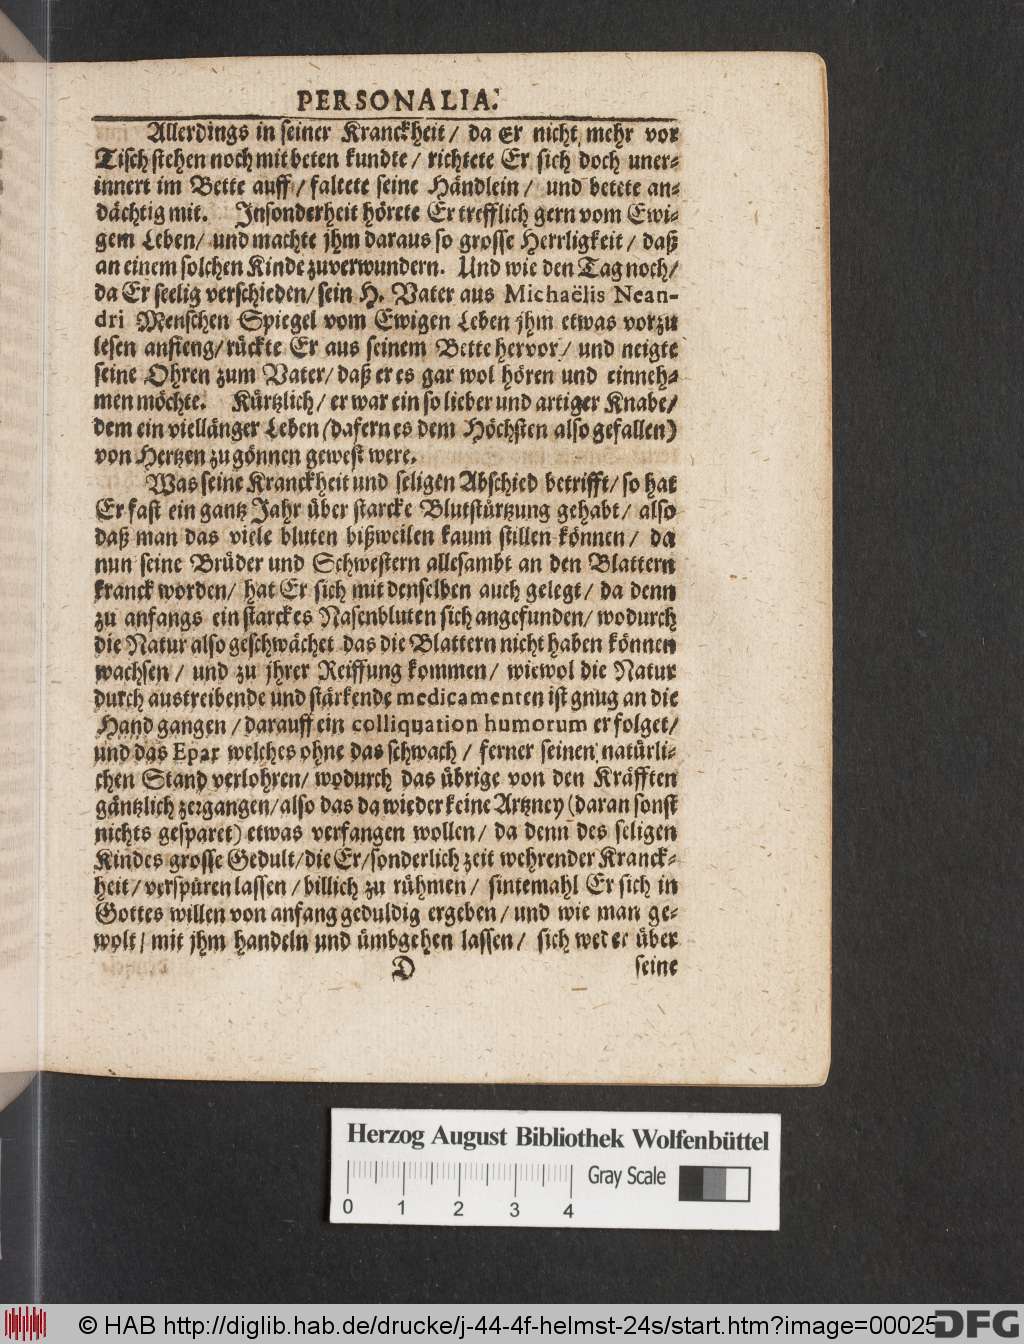 PERSONALIA.
Allerdings in seiner Kranckheit / da Er nicht mehr vor
Tisch stehen noch mit beten kundte / richtete Er sich doch uner-
innert im Bette auff / faltete seine Händlein / und betete an-
dächtig mit. Insonderheit hörete Er trefflich gern vom Ewi-
gem Leben / und machte jhm daraus so grosse Herrligkeit / daß
an einem solchen Kinde zuverwundern. Und wie den Tag noch /
da Er seelig verschieden / sein H. Vater aus Michaëlis Nean-
dri Menschen Spiegel vom Ewigen Leben jhm etwas vorzu
lesen anfieng / rückte Er aus seinem Bette hervor / und neigte
seine Ohren zum Vater / daß er es gar wol hören und einneh-
men möchte. Kürtzlich / er war ein so lieber und artiger Knabe /
dem ein viellänger Leben (dafern es dem Höchsten also gefallen)
von Hertzen zu gönnen gewest were.
Was seine Kranckheit und seligen Abschied betrifft / so hat
Er fast ein gantz Jahr über starcke Blutstürtzung gehabt / also
daß man das viele bluten bißweilen kaum stillen können / da
nun seine Brüder und Schwestern allesambt an den Blattern
kranck worden / hat Er sich mit denselben auch gelegt / da denn
zu anfangs ein starckes Nasenbluten sich angefunden / wodurch
die Natur also geschwächet das die Blattern nicht haben können
wachsen / und zu jhrer Reiffung kommen / wiewol die Natur
durch austreibende und stärkende medicamenten ist gnug an die
Hand gangen / darauff ein colliquation humorum erfolget /
und das Epar welches ohne das schwach / ferner seinen natürli-
chen Stand verlohren / wodurch das übrige von den Kräfften
gäntzlich zergangen / also das da wieder keine Artzney (daran sonst
nichts gesparet) etwas verfangen wollen / da denn des seligen
Kindes grosse Gedult / die Er / sonderlich zeit wehrender Kranck-
heit / verspüren lassen / billich zu rühmen / sintemahl Er sich in
Gottes willen von anfang geduldig ergeben / und wie man ge-
wolt / mit jhm handeln und ümbgehen lassen / sich weder über
D seine
Herzog August Bibliothek Wolfenbüttel
Gray Scale
0 1 2 3 4
© HAB http://diglib.hab.de/drucke/j-44-4f-helmst-24s/start.htm?image=00025
DFG